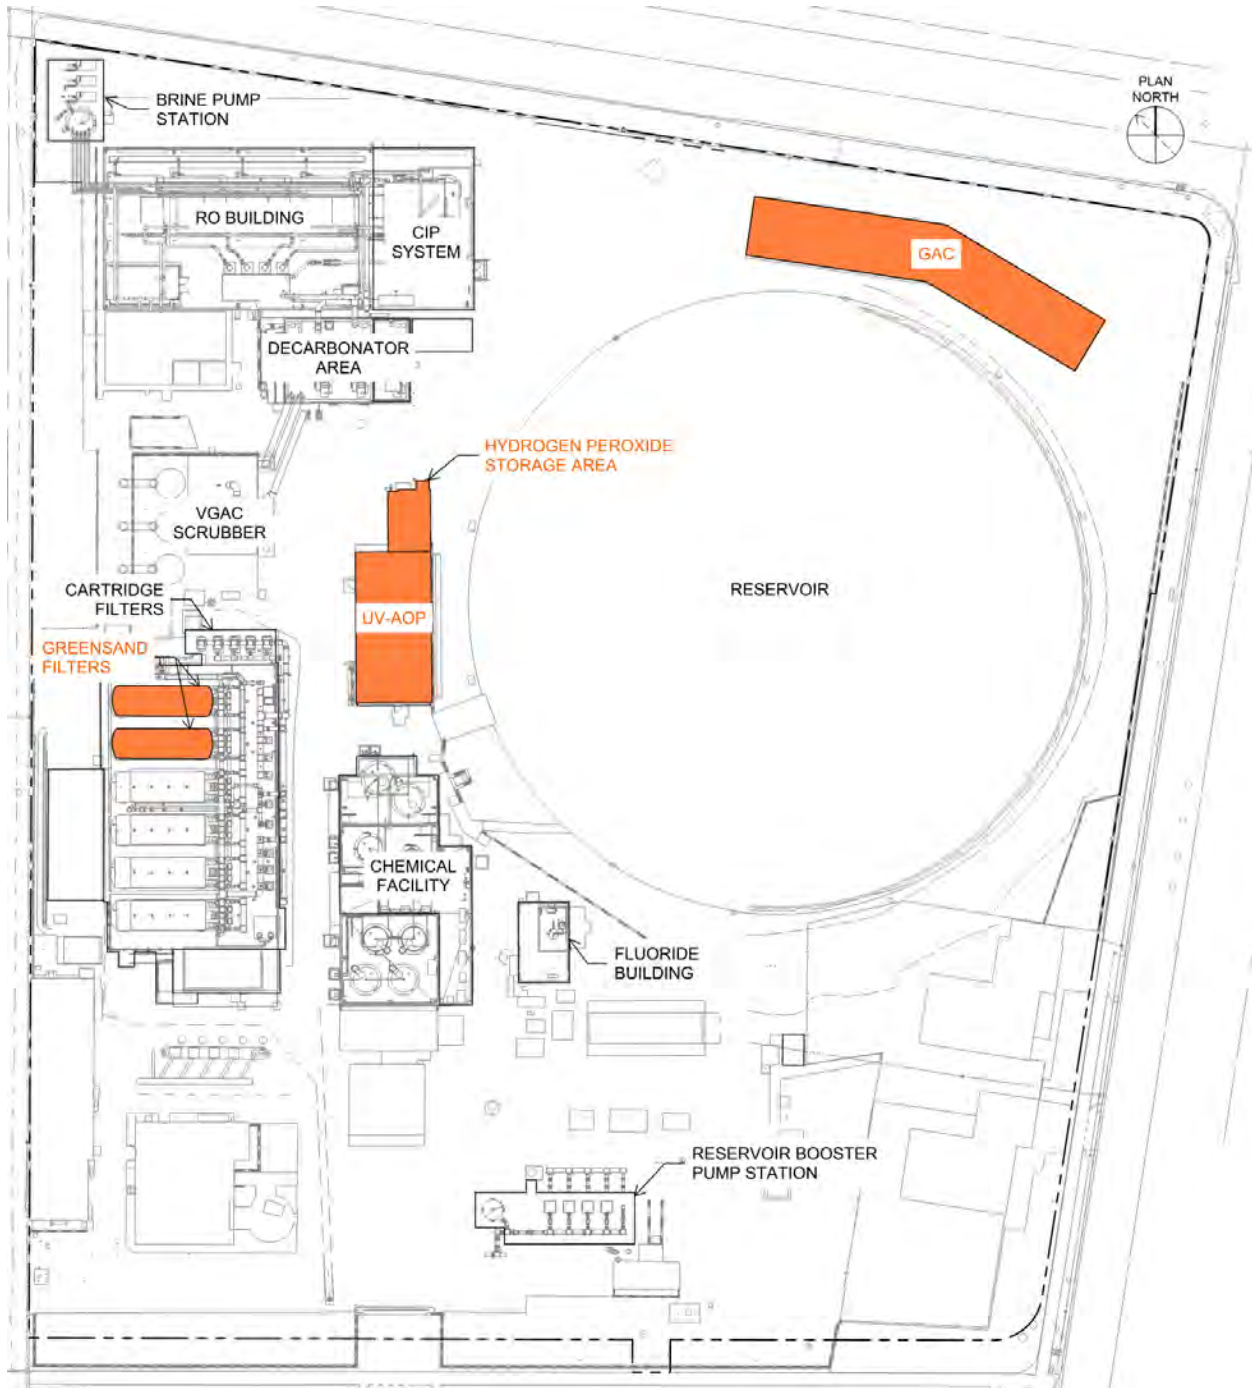 PLAN
NORTH
BRINE PUMP
STATION
RO BUILDING
CIP
SYSTEM
GAC
DECARBONATOR
AREA
HYDROGEN PEROXIDE
STORAGE AREA
VGAC
SCRUBBER
CARTRIDGE
FILTERS
RESERVOIR
UV-AOP
GREENSAND
FILTERS
CHEMICAL
FACILITY
FLUORIDE
BUILDING
RESERVOIR BOOSTER
PUMP STATION